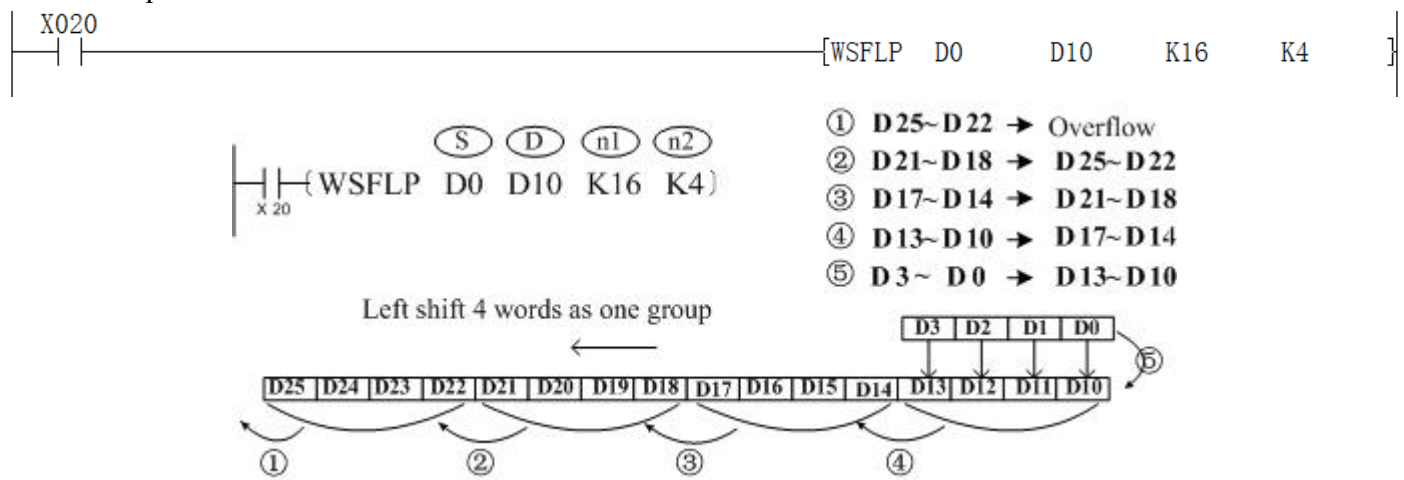 X020
[WSFLP D0 D10 K16 K4 ]
S D n1 n2
WSFLP D0 D10 K16 K4
X 20
① D25~D22 → Overflow
② D21~D18 → D25~D22
③ D17~D14 → D21~D18
④ D13~D10 → D17~D14
⑤ D3~ D0 → D13~D10
Left shift 4 words as one group
D3 D2 D1 D0
⑤
D25 D24 D23 D22 D21 D20 D19 D18 D17 D16 D15 D14 D13 D12 D11 D10
① ② ③ ④